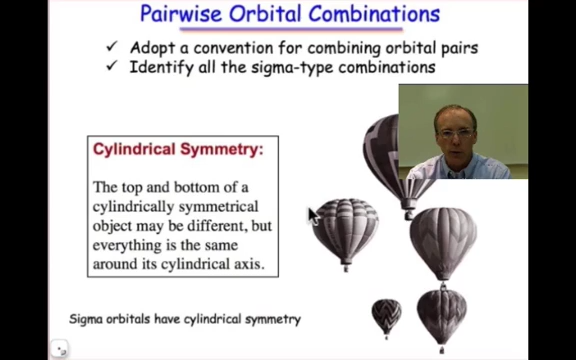 Pairwise Orbital Combinations
✓ Adopt a convention for combining orbital pairs
✓ Identify all the sigma-type combinations
Cylindrical Symmetry:
The top and bottom of a
cylindrically symmetrical
object may be different, but
everything is the same
around its cylindrical axis.
Sigma orbitals have cylindrical symmetry